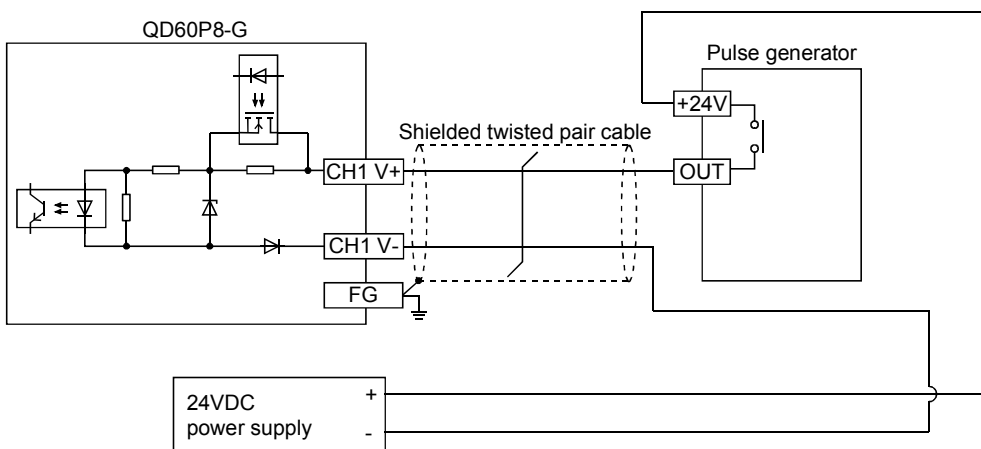 QD60P8-G
Pulse generator
+24V
Shielded twisted pair cable
CH1 V+
OUT
CH1 V-
FG
24VDC
power supply
+
-